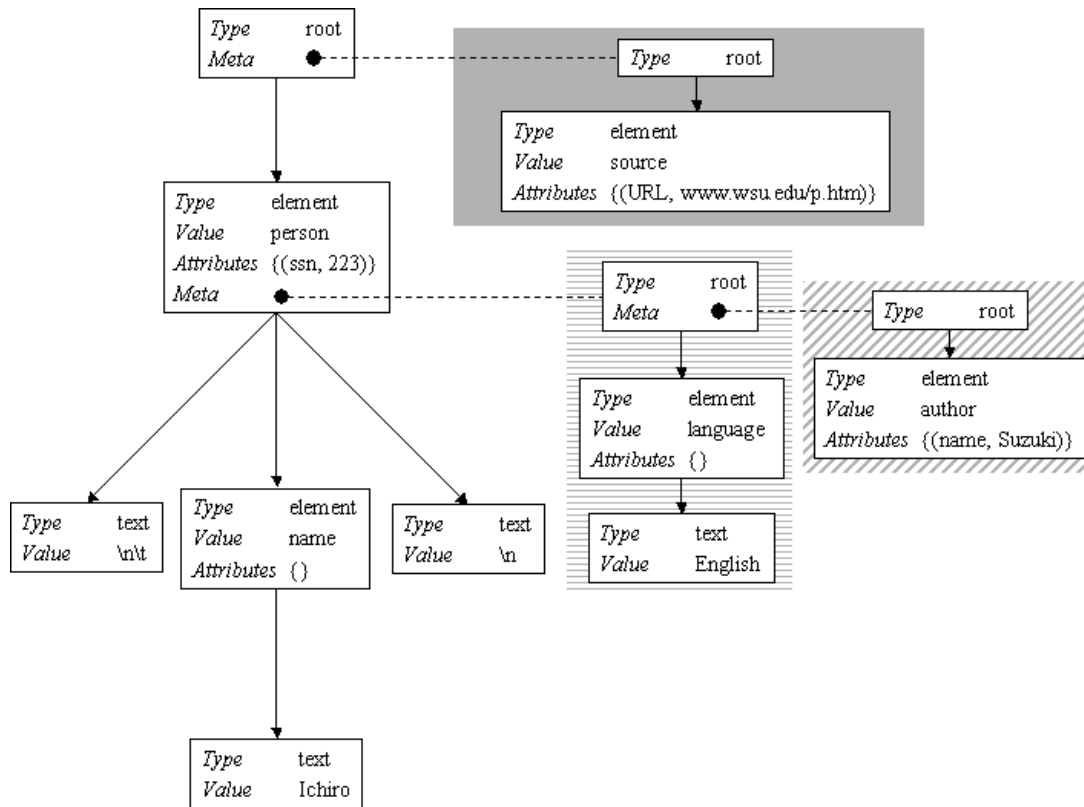 Type root
Meta
Type root
Type element
Value source
Attributes {(URL, www.wsu.edu/p.htm)}
Type element
Value person
Attributes {(ssn, 223)}
Meta
Type root
Meta
Type root
Type element
Value author
Attributes {(name, Suzuki)}
Type element
Value language
Attributes {}
Type text
Value \n\t
Type element
Value name
Attributes {}
Type text
Value \n
Type text
Value English
Type text
Value Ichiro